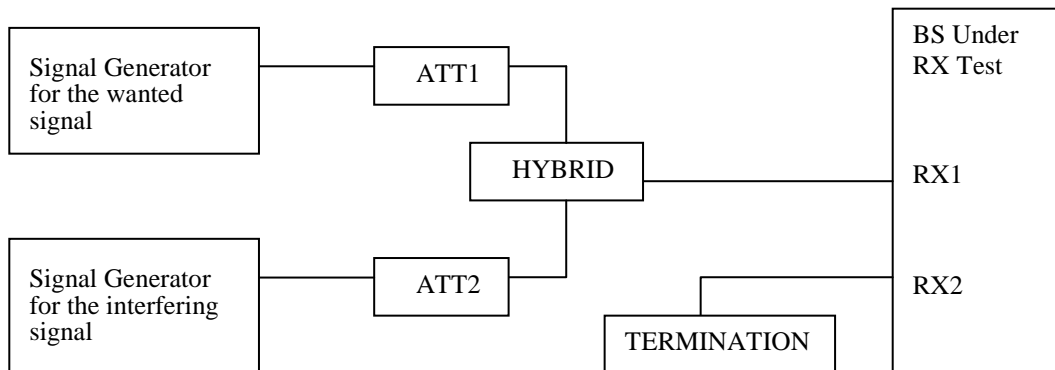 Signal Generator
for the wanted
signal
ATT1
HYBRID
Signal Generator
for the interfering
signal
ATT2
TERMINATION
BS Under
RX Test
RX1
RX2